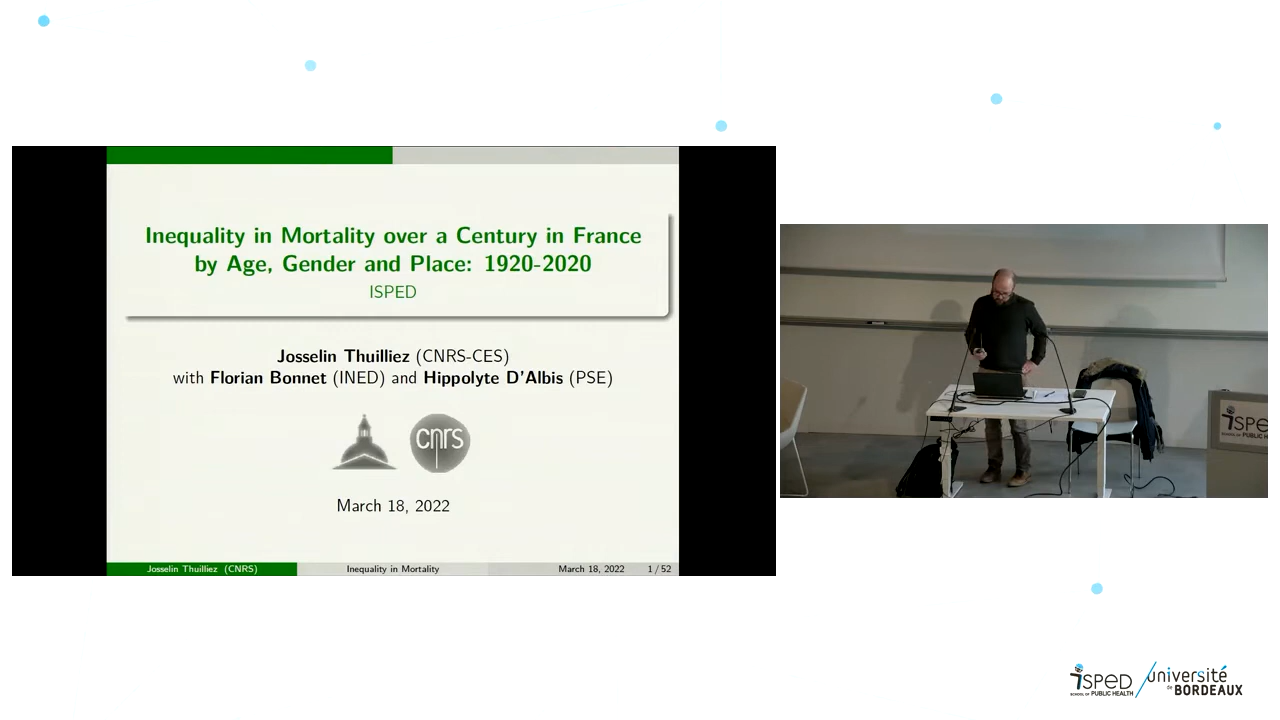 Inequality in Mortality over a Century in France
by Age, Gender and Place: 1920-2020
ISPED
Josselin Thuilliez (CNRS-CES)
with Florian Bonnet (INED) and Hippolyte D'Albis (PSE)
cnrs
March 18, 2022
Josselin Thuilliez (CNRS)
Inequality in Mortality
March 18, 2022
1 / 52
ISPED
SCHOOL OF PUBLIC HEALTH
université
de BORDEAUX